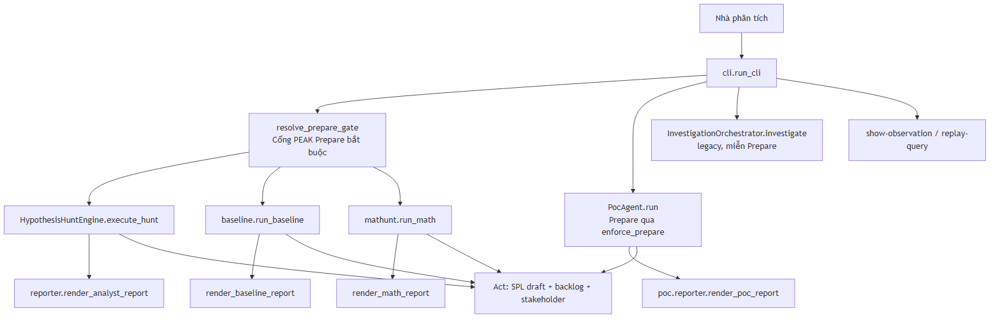 Nhà phân tích
cli.run_cli
resolve_prepare_gate
Cổng PEAK Prepare bắt
buộc
InvestigationOrchestrator.investigate
legacy, miễn Prepare
show-observation / replay-
query
HypothesisHuntEngine.execute_hunt
baseline.run_baseline
mathunt.run_math
PocAgent.run
Prepare qua
enforce_prepare
reporter.render_analyst_report
render_baseline_report
render_math_report
Act: SPL draft + backlog +
stakeholder
poc.reporter.render_poc_report